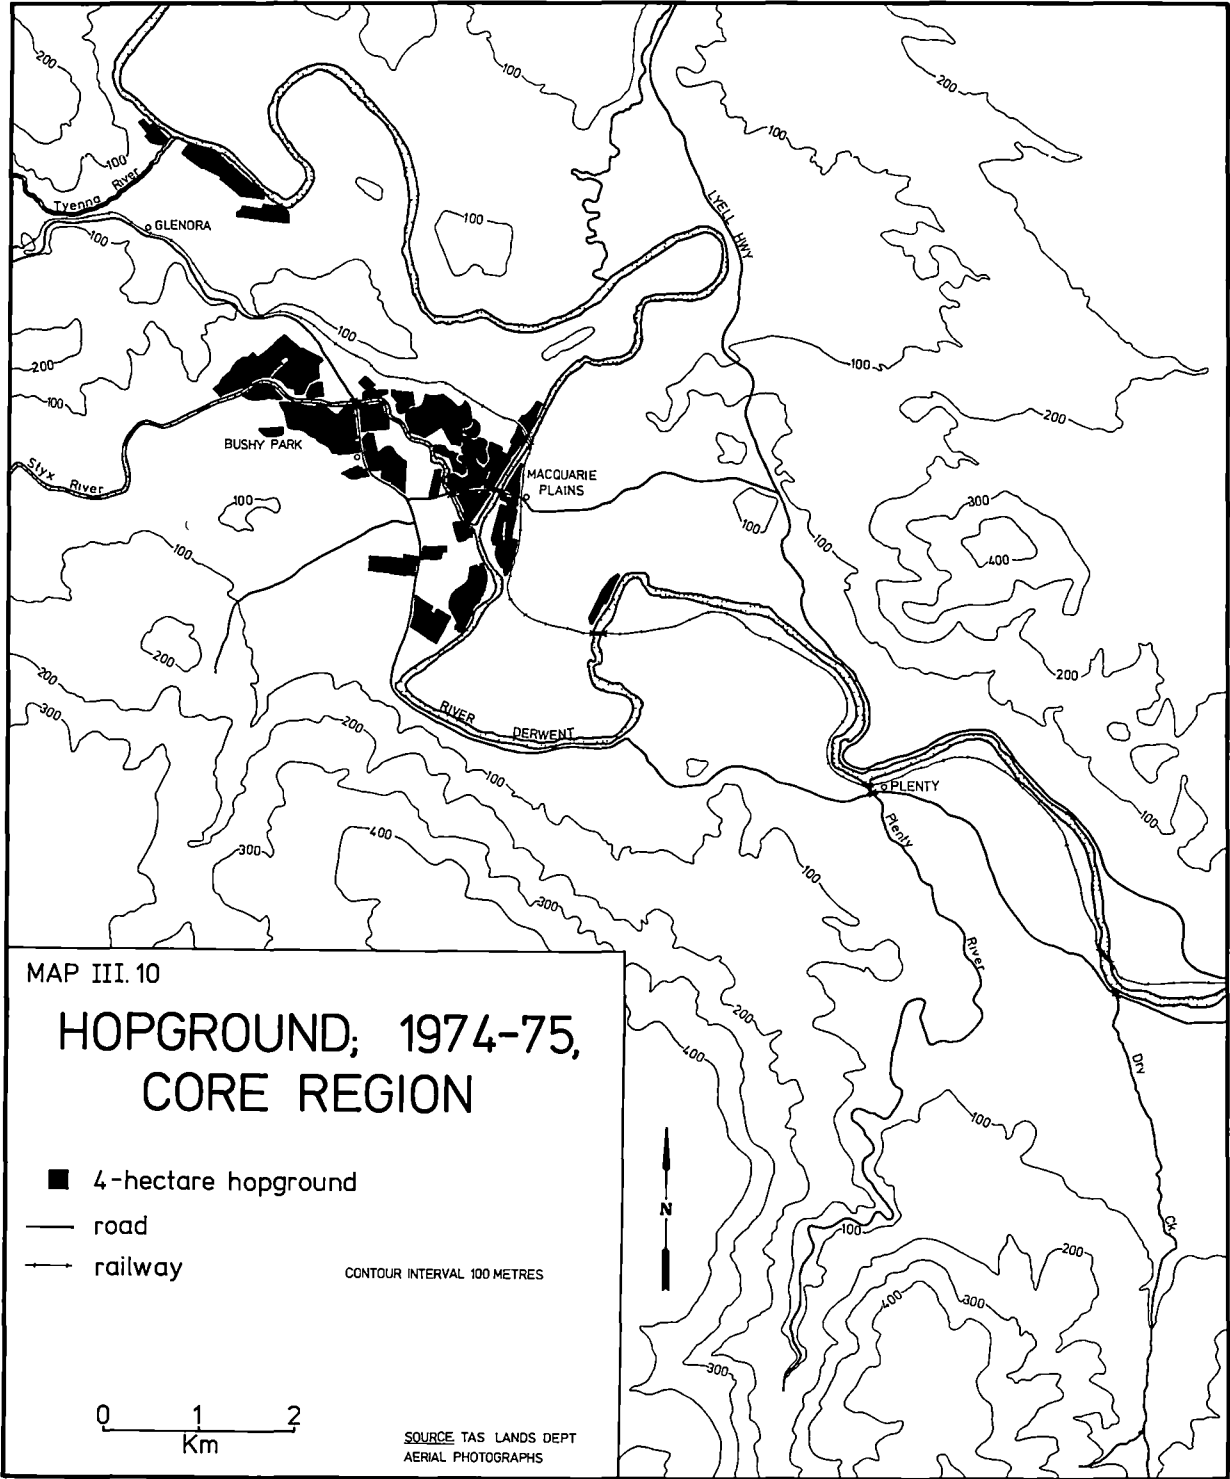 200
100
200
100
LYELL HWY
100
Tyenna River
GLENORA
100
100
100
200
100
100
200
BUSHY PARK
Styx River
MACQUARIE
PLAINS
100
100
100
100
300
400
200
200
200
300
200
RIVER DERWENT
100
PLENTY
Plenty River
100
400
300
300
100
200
400
Dry Ck
100
100
200
300
400
300
N
MAP III.10
HOPGROUND; 1974-75,
CORE REGION
4-hectare hopground
road
railway
CONTOUR INTERVAL 100 METRES
0 1 2
Km
SOURCE TAS LANDS DEPT
AERIAL PHOTOGRAPHS